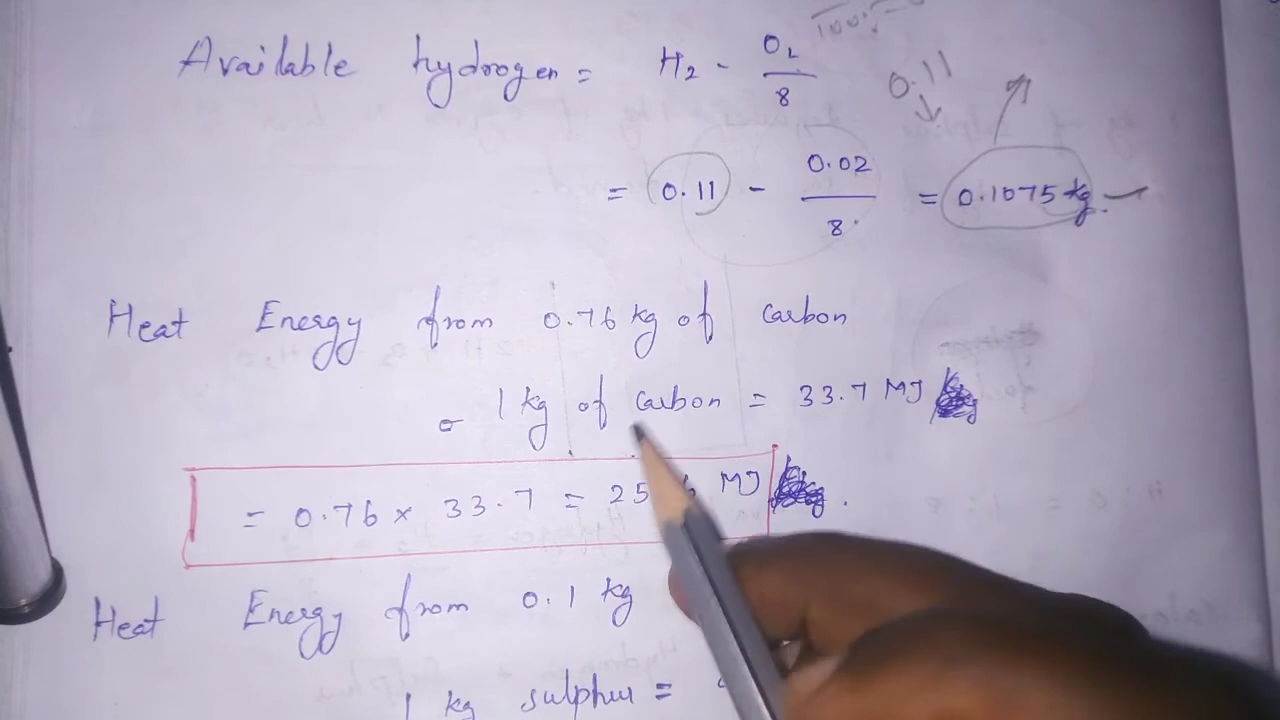 Available hydrogen = H2 - O2/8
0.11
= 0.11 - 0.02/8 = 0.1075 kg.
Heat Energy from 0.76 kg of carbon
1 kg of carbon = 33.7 MJ
= 0.76 × 33.7 = 25 MJ
Heat Energy from 0.1 kg
1 kg sulphur =